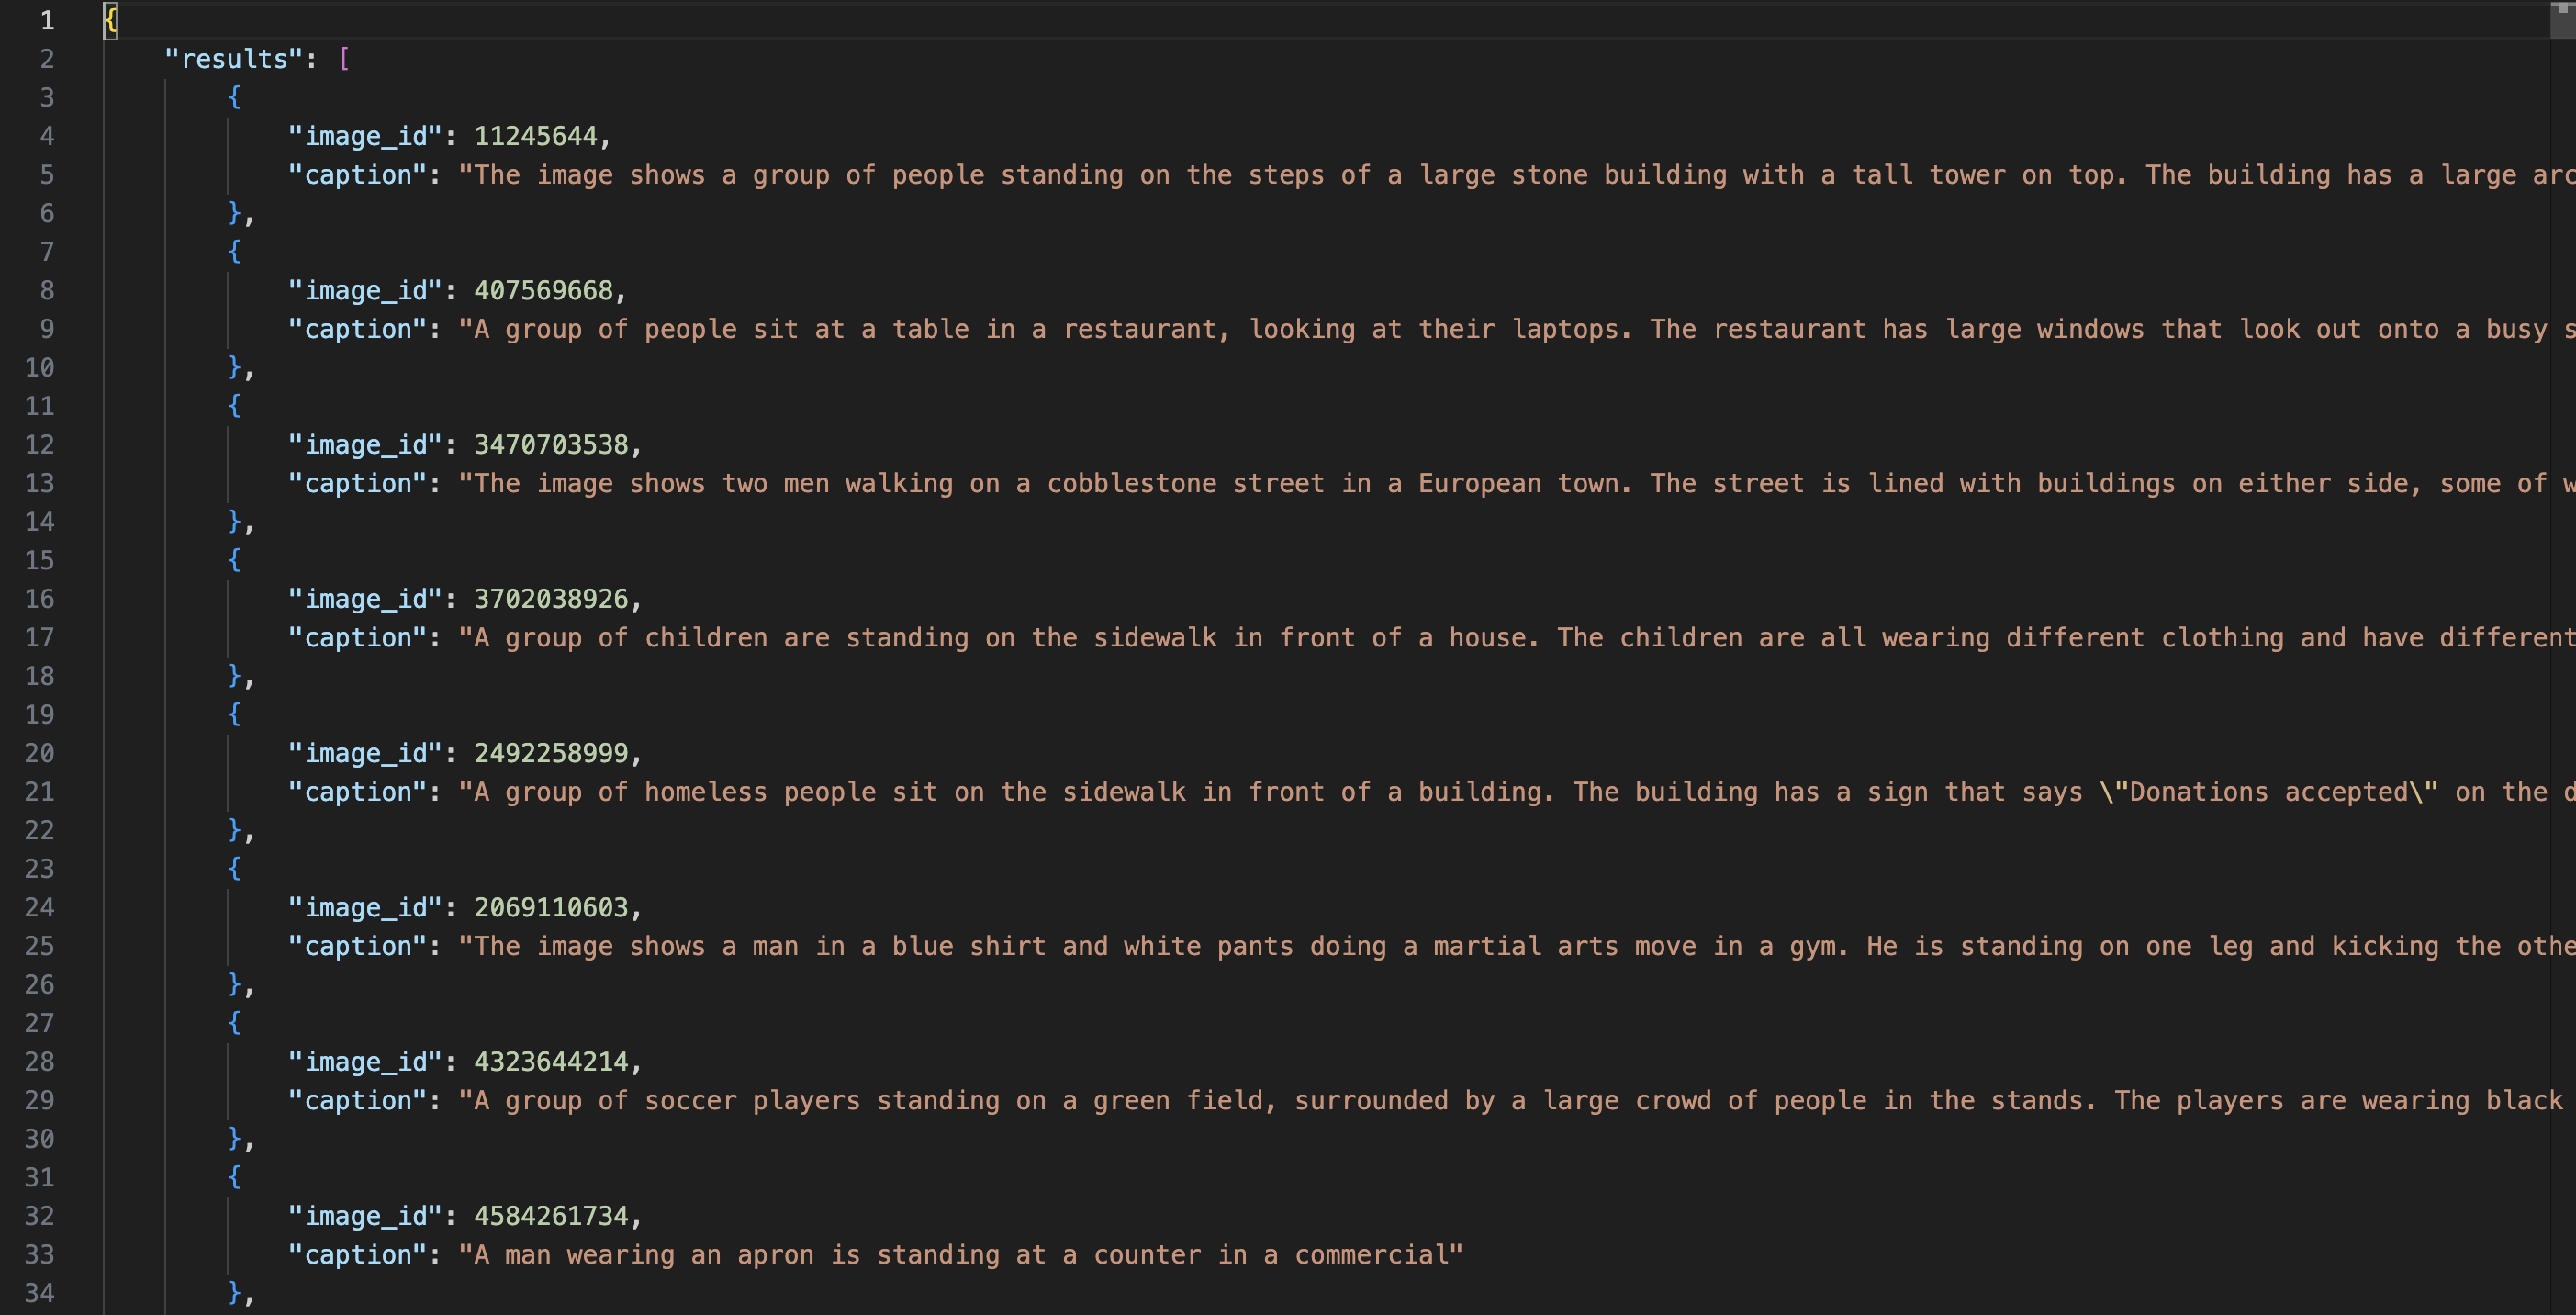 1 {
2 "results": [
3 {
4 "image_id": 11245644,
5 "caption": "The image shows a group of people standing on the steps of a large stone building with a tall tower on top. The building has a large arc
6 },
7 {
8 "image_id": 407569668,
9 "caption": "A group of people sit at a table in a restaurant, looking at their laptops. The restaurant has large windows that look out onto a busy s
10 },
11 {
12 "image_id": 3470703538,
13 "caption": "The image shows two men walking on a cobblestone street in a European town. The street is lined with buildings on either side, some of w
14 },
15 {
16 "image_id": 3702038926,
17 "caption": "A group of children are standing on the sidewalk in front of a house. The children are all wearing different clothing and have different
18 },
19 {
20 "image_id": 2492258999,
21 "caption": "A group of homeless people sit on the sidewalk in front of a building. The building has a sign that says \"Donations accepted\" on the d
22 },
23 {
24 "image_id": 2069110603,
25 "caption": "The image shows a man in a blue shirt and white pants doing a martial arts move in a gym. He is standing on one leg and kicking the othe
26 },
27 {
28 "image_id": 4323644214,
29 "caption": "A group of soccer players standing on a green field, surrounded by a large crowd of people in the stands. The players are wearing black
30 },
31 {
32 "image_id": 4584261734,
33 "caption": "A man wearing an apron is standing at a counter in a commercial"
34 },